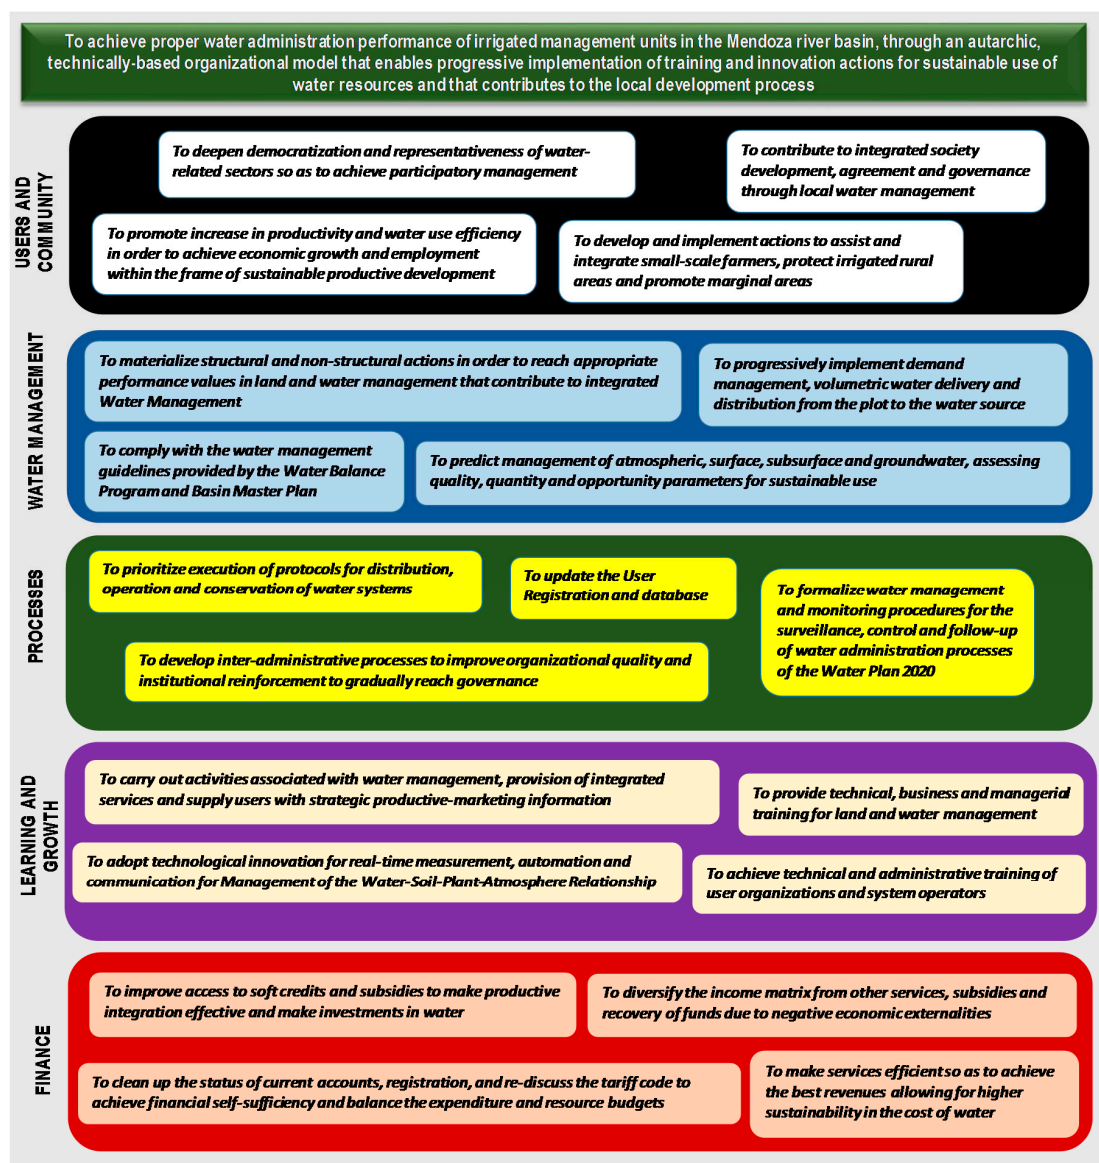 To achieve proper water administration performance of irrigated management units in the Mendoza river basin, through an autarchic,
technically-based organizational model that enables progressive implementation of training and innovation actions for sustainable use of
water resources and that contributes to the local development process
USERS AND
COMMUNITY
To deepen democratization and representativeness of water-
related sectors so as to achieve participatory management
To contribute to integrated society
development, agreement and governance
through local water management
To promote increase in productivity and water use efficiency
in order to achieve economic growth and employment
within the frame of sustainable productive development
To develop and implement actions to assist and
integrate small-scale farmers, protect irrigated rural
areas and promote marginal areas
WATER MANAGEMENT
To materialize structural and non-structural actions in order to reach appropriate
performance values in land and water management that contribute to integrated
Water Management
To progressively implement demand
management, volumetric water delivery and
distribution from the plot to the water source
To comply with the water management
guidelines provided by the Water Balance
Program and Basin Master Plan
To predict management of atmospheric, surface, subsurface and groundwater, assessing
quality, quantity and opportunity parameters for sustainable use
PROCESSES
To prioritize execution of protocols for distribution,
operation and conservation of water systems
To update the User
Registration and database
To formalize water management
and monitoring procedures for the
surveillance, control and follow-up
of water administration processes
of the Water Plan 2020
To develop inter-administrative processes to improve organizational quality and
institutional reinforcement to gradually reach governance
LEARNING AND
GROWTH
To carry out activities associated with water management, provision of integrated
services and supply users with strategic productive-marketing information
To provide technical, business and managerial
training for land and water management
To adopt technological innovation for real-time measurement, automation and
communication for Management of the Water-Soil-Plant-Atmosphere Relationship
To achieve technical and administrative training of
user organizations and system operators
FINANCE
To improve access to soft credits and subsidies to make productive
integration effective and make investments in water
To diversify the income matrix from other services, subsidies and
recovery of funds due to negative economic externalities
To clean up the status of current accounts, registration, and re-discuss the tariff code to
achieve financial self-sufficiency and balance the expenditure and resource budgets
To make services efficient so as to achieve
the best revenues allowing for higher
sustainability in the cost of water